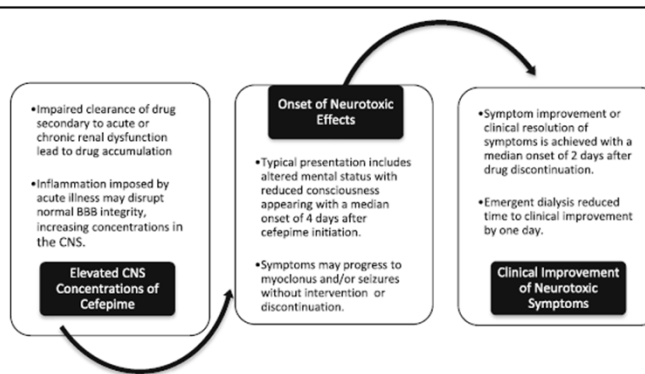 •Impaired clearance of drug
secondary to acute or
chronic renal dysfunction
lead to drug accumulation
•Inflammation imposed by
acute illness may disrupt
normal BBB integrity,
increasing concentrations in
the CNS.
Elevated CNS
Concentrations of
Cefepime
Onset of Neurotoxic
Effects
•Typical presentation includes
altered mental status with
reduced consciousness
appearing with a median
onset of 4 days after
cefepime initiation.
•Symptoms may progress to
myoclonus and/or seizures
without intervention or
discontinuation.
•Symptom improvement or
clinical resolution of
symptoms is achieved with a
median onset of 2 days after
drug discontinuation.
•Emergent dialysis reduced
time to clinical improvement
by one day.
Clinical Improvement
of Neurotoxic
Symptoms